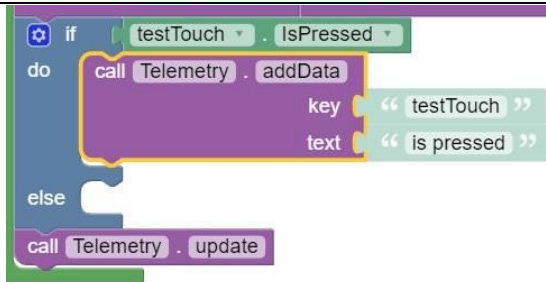 if testTouch . IsPressed
do call Telemetry . addData
key “ testTouch ”
text “ is pressed ”
else
call Telemetry . update